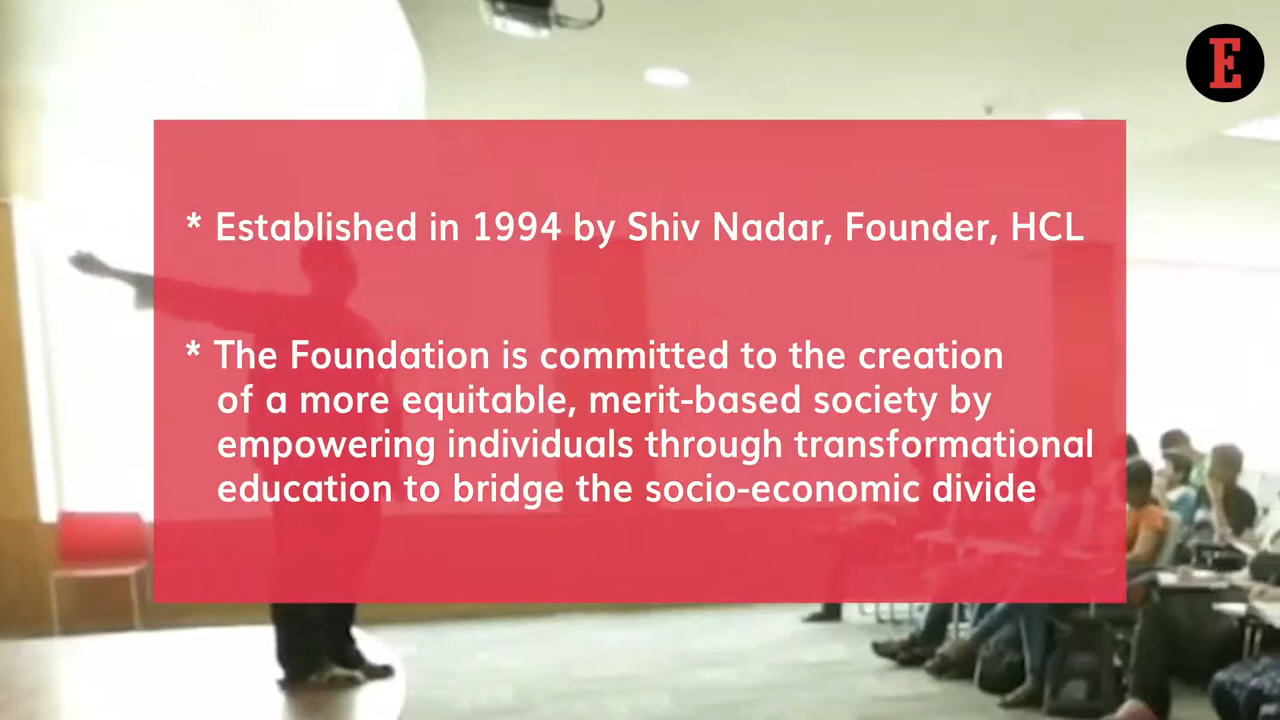 E
* Established in 1994 by Shiv Nadar, Founder, HCL
* The Foundation is committed to the creation
of a more equitable, merit-based society by
empowering individuals through transformational
education to bridge the socio-economic divide